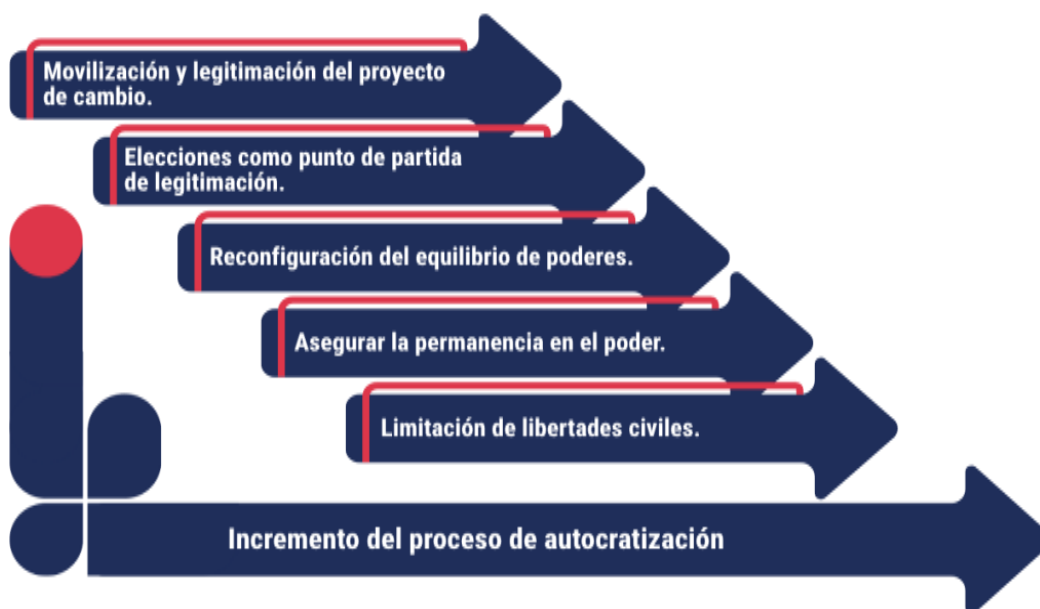 Movilización y legitimación del proyecto
de cambio.
Elecciones como punto de partida
de legitimación.
Reconfiguración del equilibrio de poderes.
Asegurar la permanencia en el poder.
Limitación de libertades civiles.
Incremento del proceso de autocratización